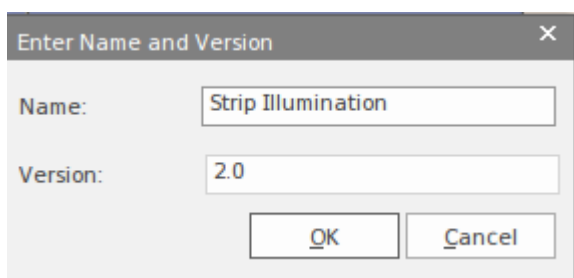 Enter Name and Version
Name: Strip Illumination
Version: 2.0
OK Cancel